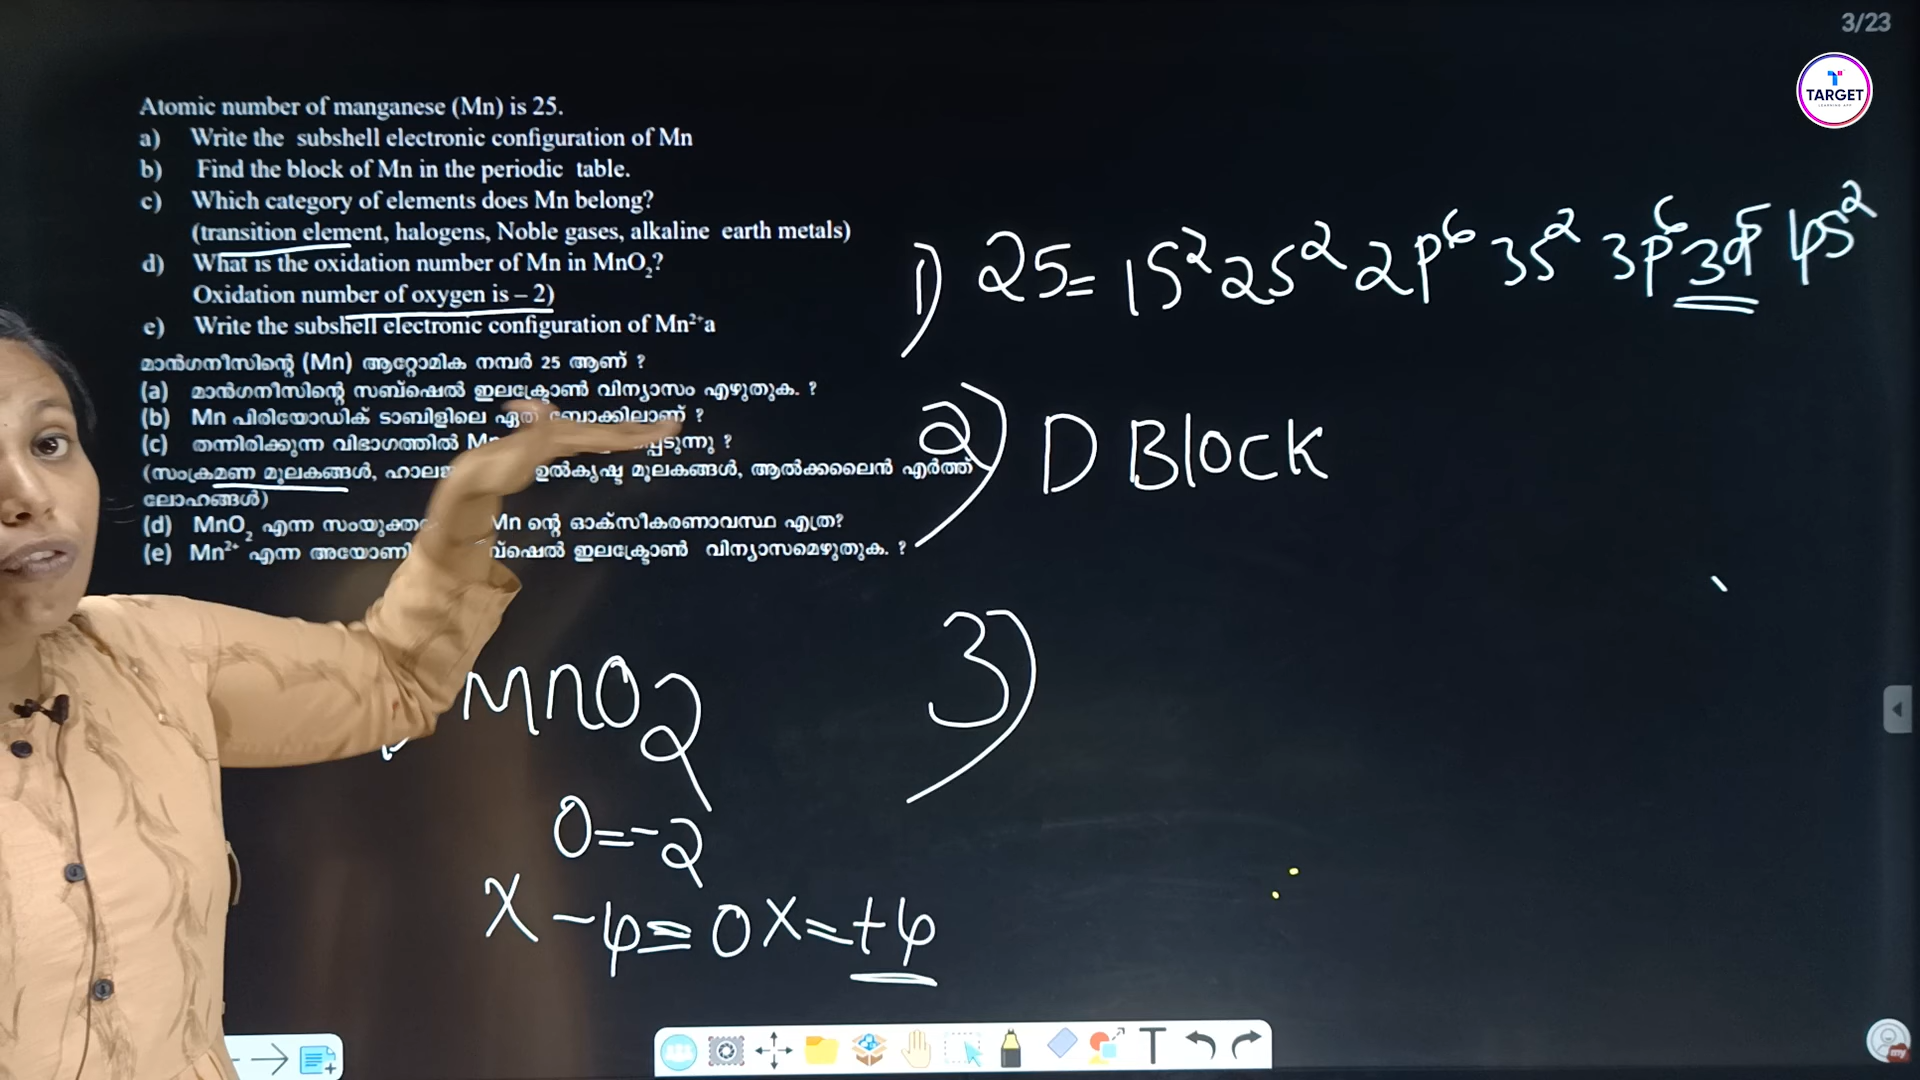 3/23
TARGET
LEARNING APP
Atomic number of manganese (Mn) is 25.
a) Write the subshell electronic configuration of Mn
b) Find the block of Mn in the periodic table.
c) Which category of elements does Mn belong?
(transition element, halogens, Noble gases, alkaline earth metals)
d) What is the oxidation number of Mn in MnO₂?
Oxidation number of oxygen is – 2)
e) Write the subshell electronic configuration of Mn²⁺a
മാൻഗനീസിന്റെ (Mn) ആറ്റോമിക നമ്പർ 25 ആണ് ?
(a) മാൻഗനീസിന്റെ സബ്ഷെൽ ഇലക്ട്രോൺ വിന്യാസം എഴുതുക. ?
(b) Mn പിരിയോഡിക് ടാബിളിലെ ഏത് ബ്ലോക്കിലാണ് ?
(c) തന്നിരിക്കുന്ന വിഭാഗത്തിൽ Mn ?
(സംക്രമണ മൂലകങ്ങൾ, ഉൽകൃഷ്ട മൂലകങ്ങൾ, ആൽക്കലൈൻ എർത്ത്
ലോഹങ്ങൾ)
(d) MnO₂ എന്ന Mn ന്റെ ഓക്സീകരണാവസ്ഥ എത്ര?
(e) Mn²⁺ എന്ന ഇലക്ട്രോൺ വിന്യാസമെഴുതുക. ?
1) 25= 1S² 2S² 2P⁶ 3S² 3P⁶ 3d⁵ 4S²
2) D Block
3)
MnO₂
O=-2
X -4=0 X=+4